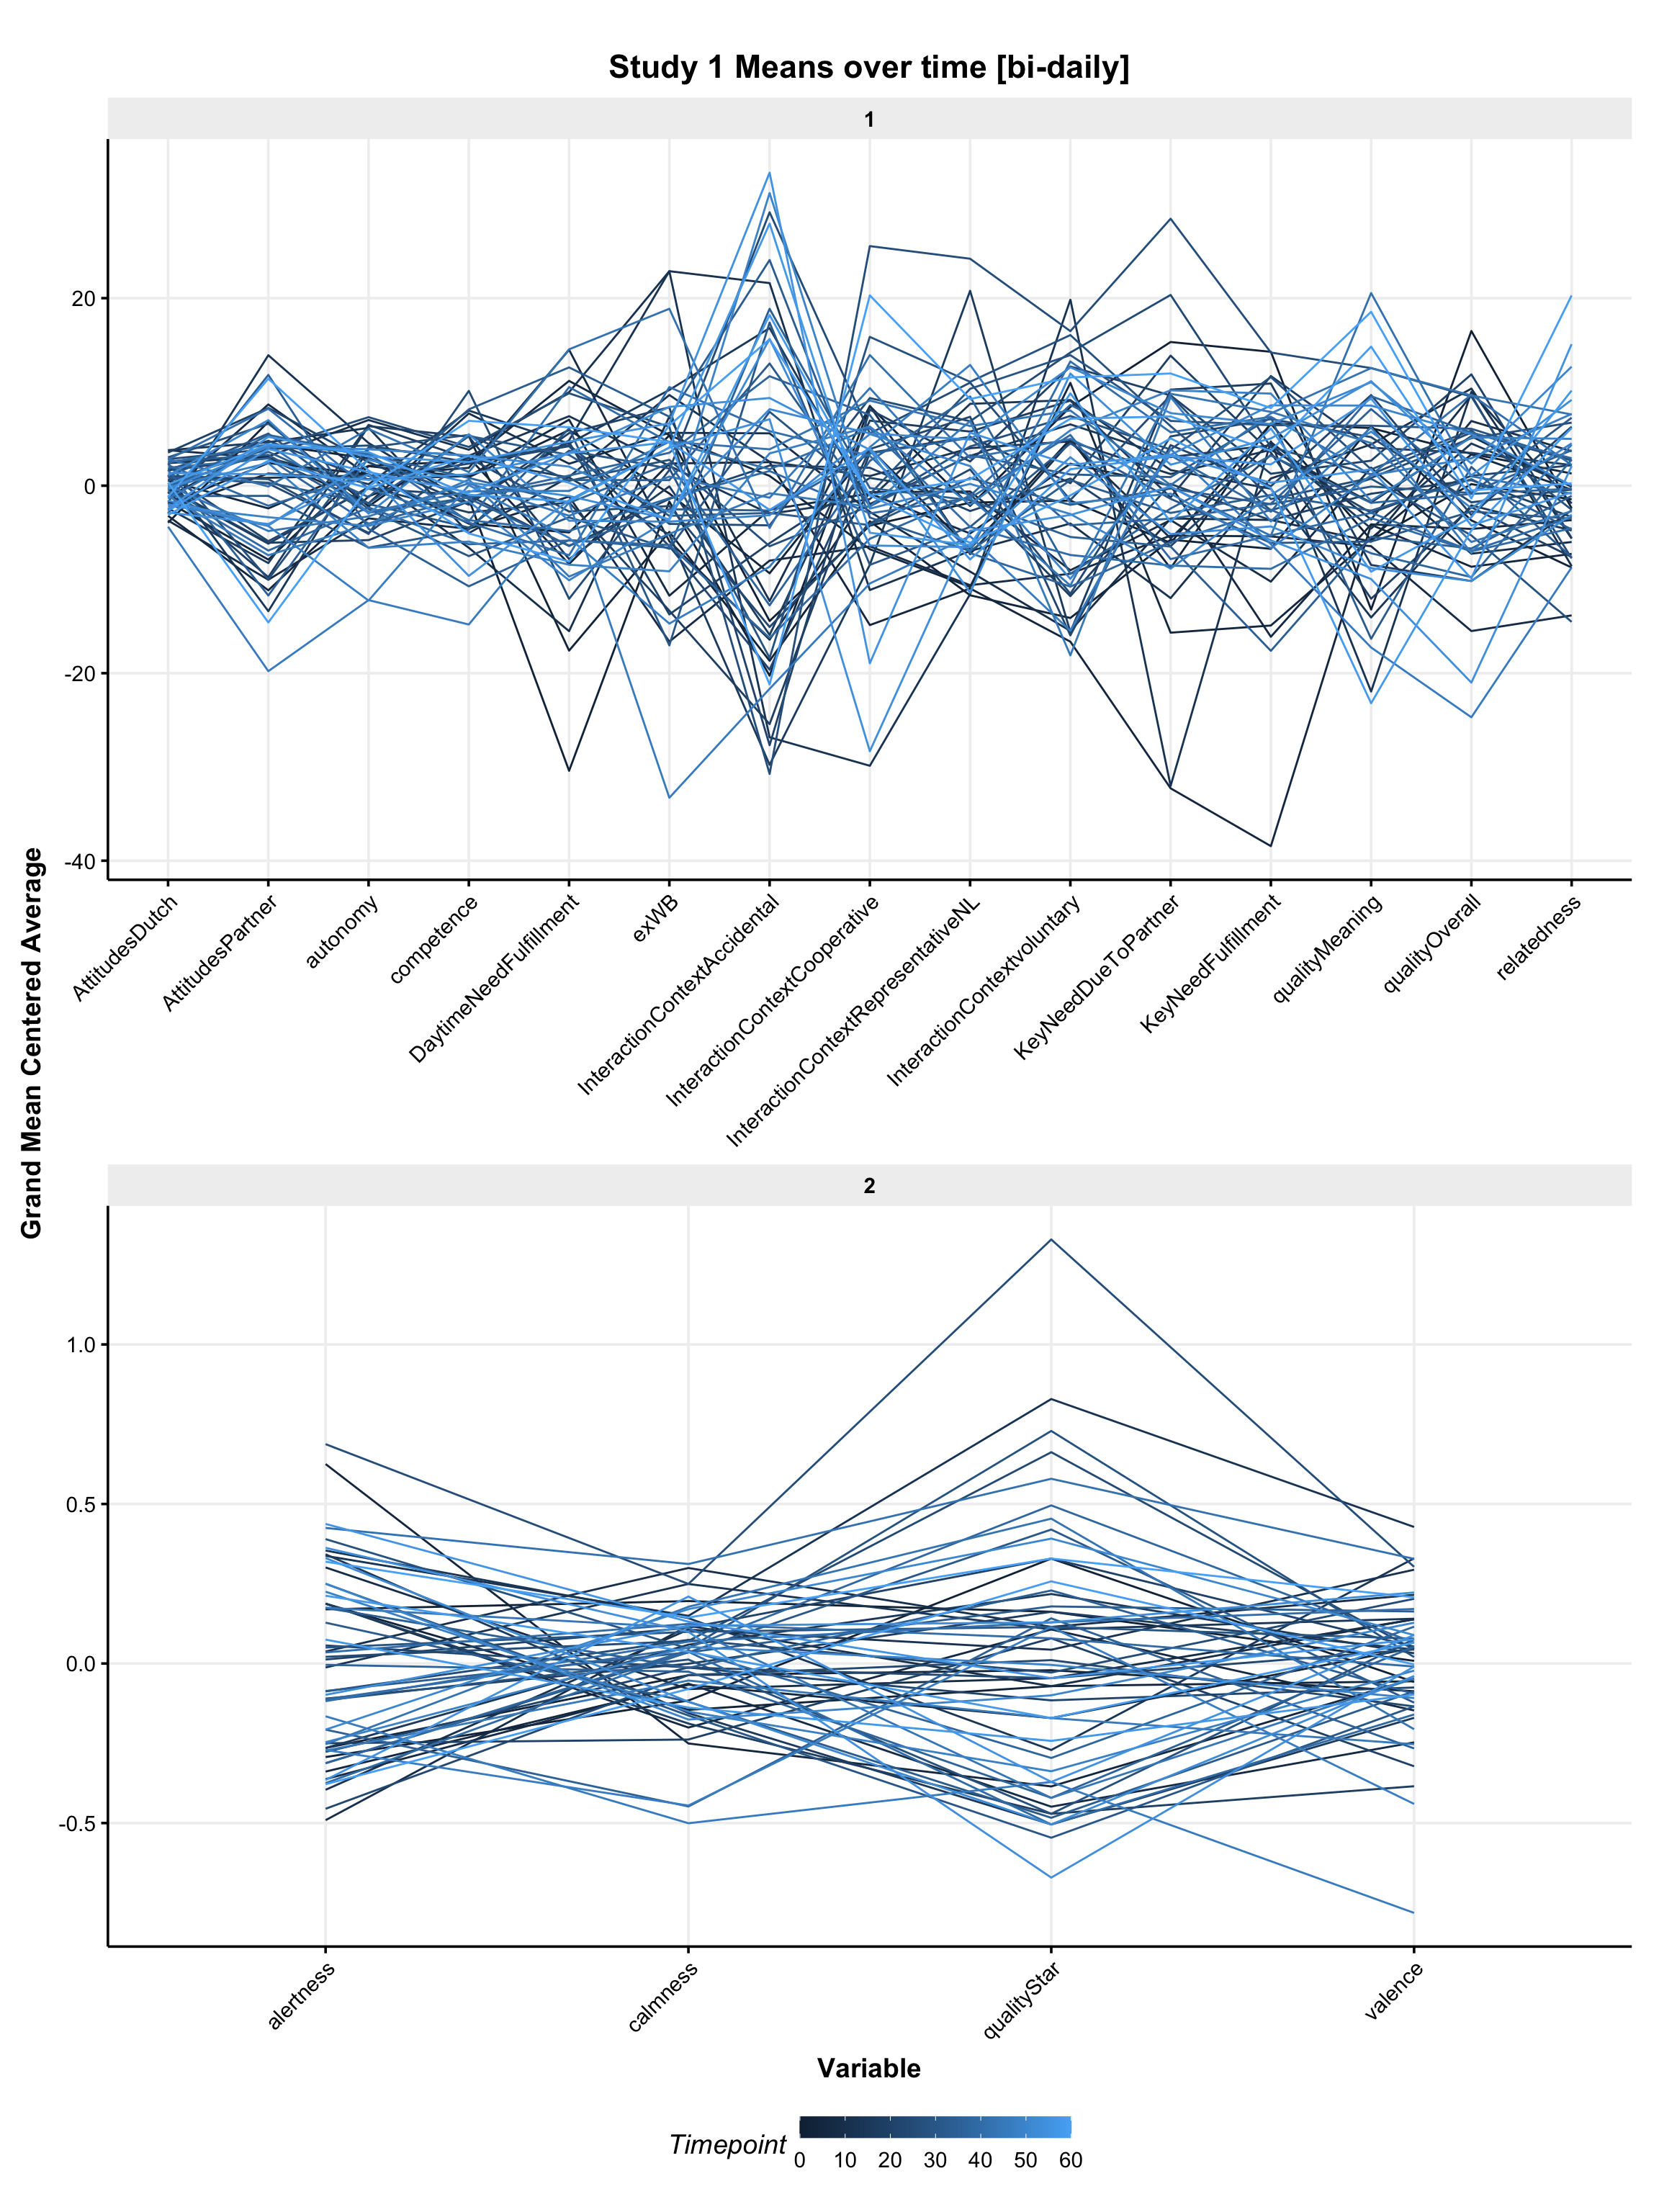 Study 1 Means over time [bi-daily]
1
20
0
-20
-40
AttitudesDutch
AttitudesPartner
autonomy
competence
DaytimeNeedFulfillment
exWB
InteractionContextAccidental
InteractionContextCooperative
InteractionContextRepresentativeNL
InteractionContextvoluntary
KeyNeedDueToPartner
KeyNeedFulfillment
qualityMeaning
qualityOverall
relatedness
Grand Mean Centered Average
2
1.0
0.5
0.0
-0.5
alertness
calmness
qualityStar
valence
Variable
Timepoint
0 10 20 30 40 50 60